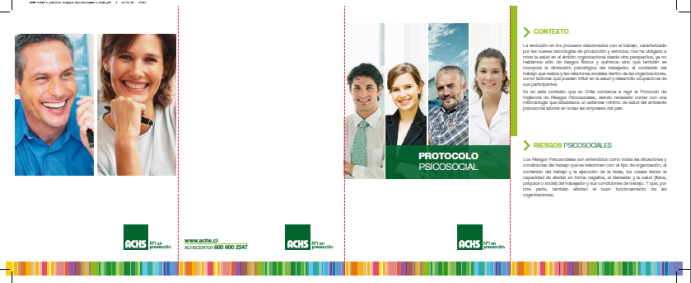 ACHS
N°1 en
prevención
www.achs.cl
ACHSCENTER 600 600 2247
ACHS
N°1 en
prevención
PROTOCOLO
PSICOSOCIAL
ACHS
N°1 en
prevención
CONTEXTO
La evolución en los procesos relacionados con el trabajo, caracterizado
por las nuevas tecnologías de producción y servicios, nos ha obligado a
mirar la salud en el ámbito organizacional desde otra perspectiva, ya no
hablamos sólo de riesgos físicos y químicos sino que también se
incorpora la dimensión psicológica del trabajador, el contenido del
trabajo que realiza y las relaciones sociales dentro de las organizaciones,
como factores que pueden influir en la salud y desarrollo ocupacional de
sus participantes.
Es en este contexto que en Chile comienza a regir el Protocolo de
Vigilancia de Riesgos Psicosociales, siendo necesario contar con una
metodología que establezca un estándar mínimo de salud del ambiente
psicosocial laboral en todas las empresas del país.
RIESGOS PSICOSOCIALES
Los Riesgos Psicosociales son entendidos como todas las situaciones y
condiciones del trabajo que se relacionan con: el tipo de organización, el
contenido del trabajo y la ejecución de la tarea, los cuales tienen la
capacidad de afectar en forma negativa, el bienestar y la salud (física,
psíquica o social) del trabajador y sus condiciones de trabajo. Y que, por
otra parte, también afectan el buen funcionamiento de las
organizaciones.